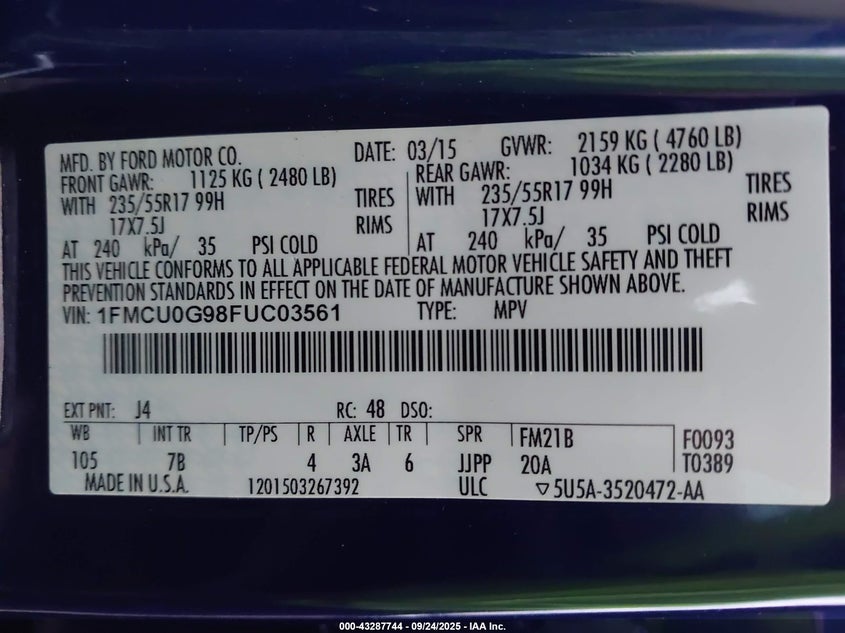 MFD. BY FORD MOTOR CO. DATE: 03/15 GVWR: 2159 KG ( 4760 LB)
FRONT GAWR: 1125 KG ( 2480 LB) REAR GAWR: 1034 KG ( 2280 LB)
WITH 235/55R17 99H TIRES WITH 235/55R17 99H TIRES
17X7.5J RIMS 17X7.5J RIMS
AT 240 kPa/ 35 PSI COLD AT 240 kPa/ 35 PSI COLD
THIS VEHICLE CONFORMS TO ALL APPLICABLE FEDERAL MOTOR VEHICLE SAFETY AND THEFT
PREVENTION STANDARDS IN EFFECT ON THE DATE OF MANUFACTURE SHOWN ABOVE.
VIN: 1FMCU0G98FUC03561 TYPE: MPV
EXT PNT: J4 RC: 48 DSO:
WB INT TR TP/PS R AXLE TR SPR FM21B F0093
105 7B 4 3A 6 JJPP 20A T0389
MADE IN U.S.A. 1201503267392 ULC ▽5U5A-3520472-AA
000-43287744 - 09/24/2025 - IAA Inc.